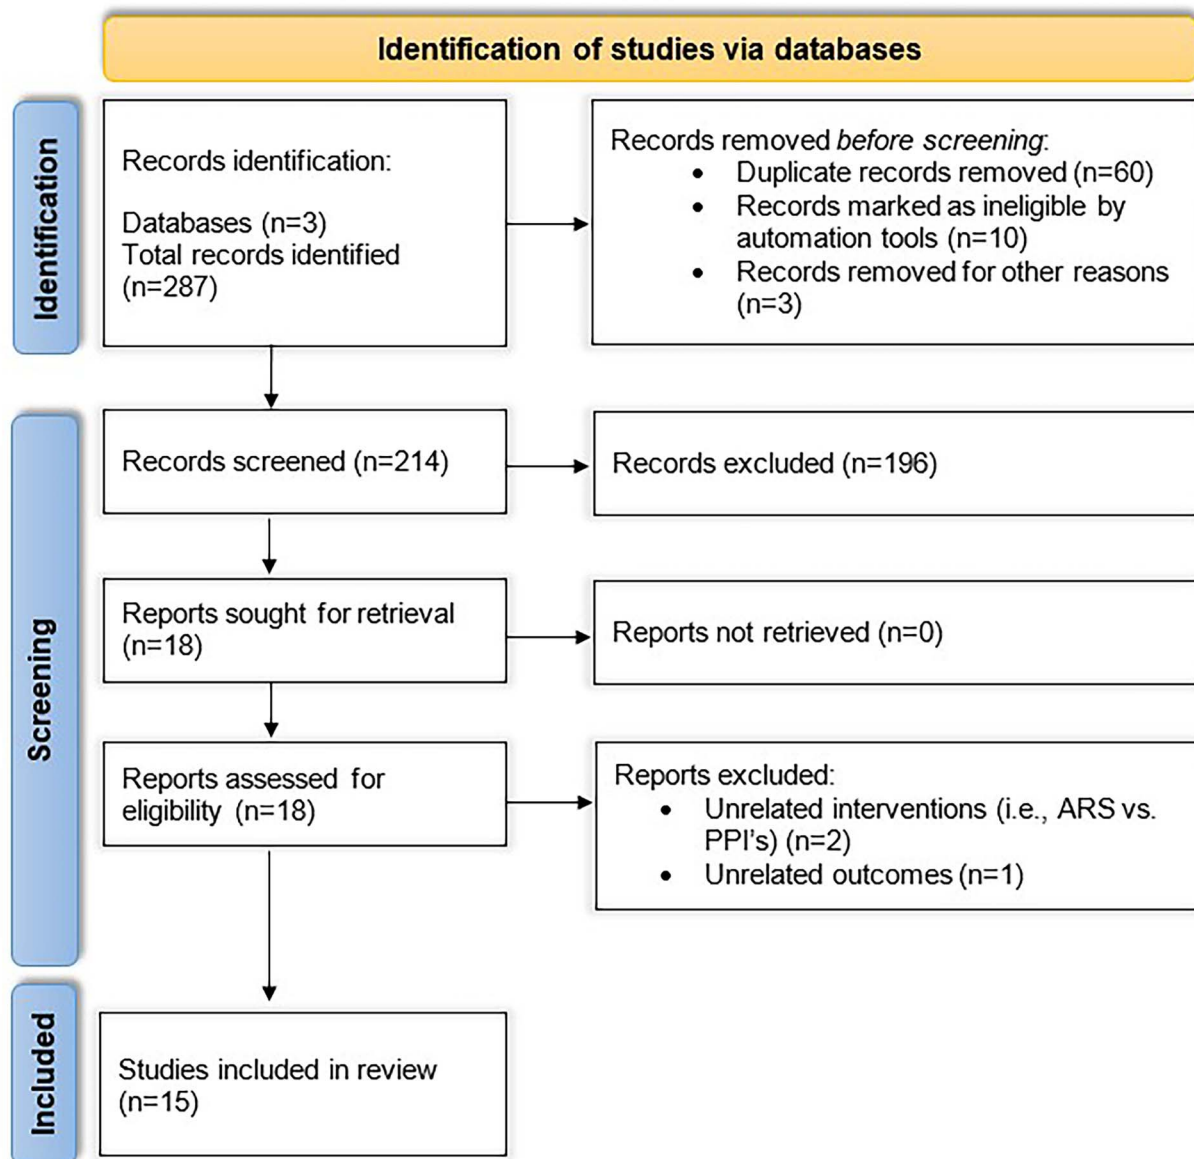 Identification of studies via databases
Identification
Records identification:
Databases (n=3)
Total records identified
(n=287)
Records removed before screening:
• Duplicate records removed (n=60)
• Records marked as ineligible by
automation tools (n=10)
• Records removed for other reasons
(n=3)
Screening
Records screened (n=214)
Records excluded (n=196)
Reports sought for retrieval
(n=18)
Reports not retrieved (n=0)
Reports assessed for
eligibility (n=18)
Reports excluded:
• Unrelated interventions (i.e., ARS vs.
PPI's) (n=2)
• Unrelated outcomes (n=1)
Included
Studies included in review
(n=15)